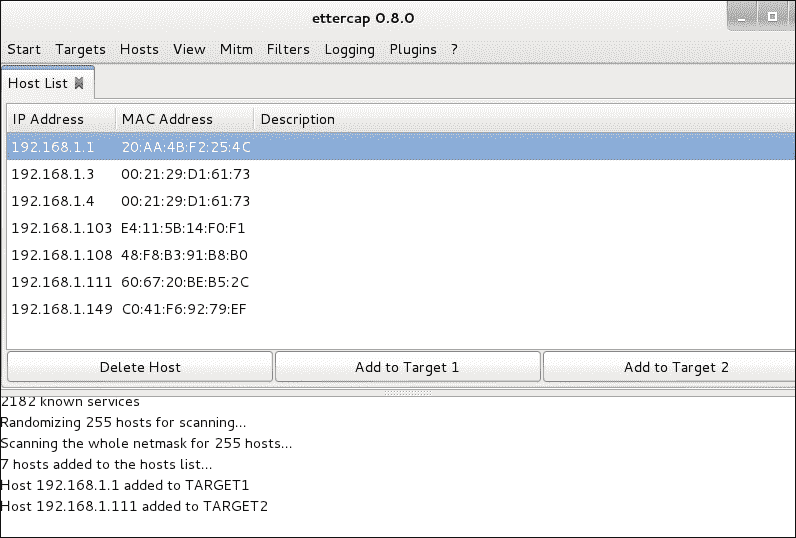 ettercap 0.8.0
Start Targets Hosts View Mitm Filters Logging Plugins ?
Host List
IP Address MAC Address Description
192.168.1.1 20:AA:4B:F2:25:4C
192.168.1.3 00:21:29:D1:61:73
192.168.1.4 00:21:29:D1:61:73
192.168.1.103 E4:11:5B:14:F0:F1
192.168.1.108 48:F8:B3:91:B8:B0
192.168.1.111 60:67:20:BE:B5:2C
192.168.1.149 C0:41:F6:92:79:EF
Delete Host Add to Target 1 Add to Target 2
2182 known services
Randomizing 255 hosts for scanning...
Scanning the whole netmask for 255 hosts...
7 hosts added to the hosts list...
Host 192.168.1.1 added to TARGET1
Host 192.168.1.111 added to TARGET2